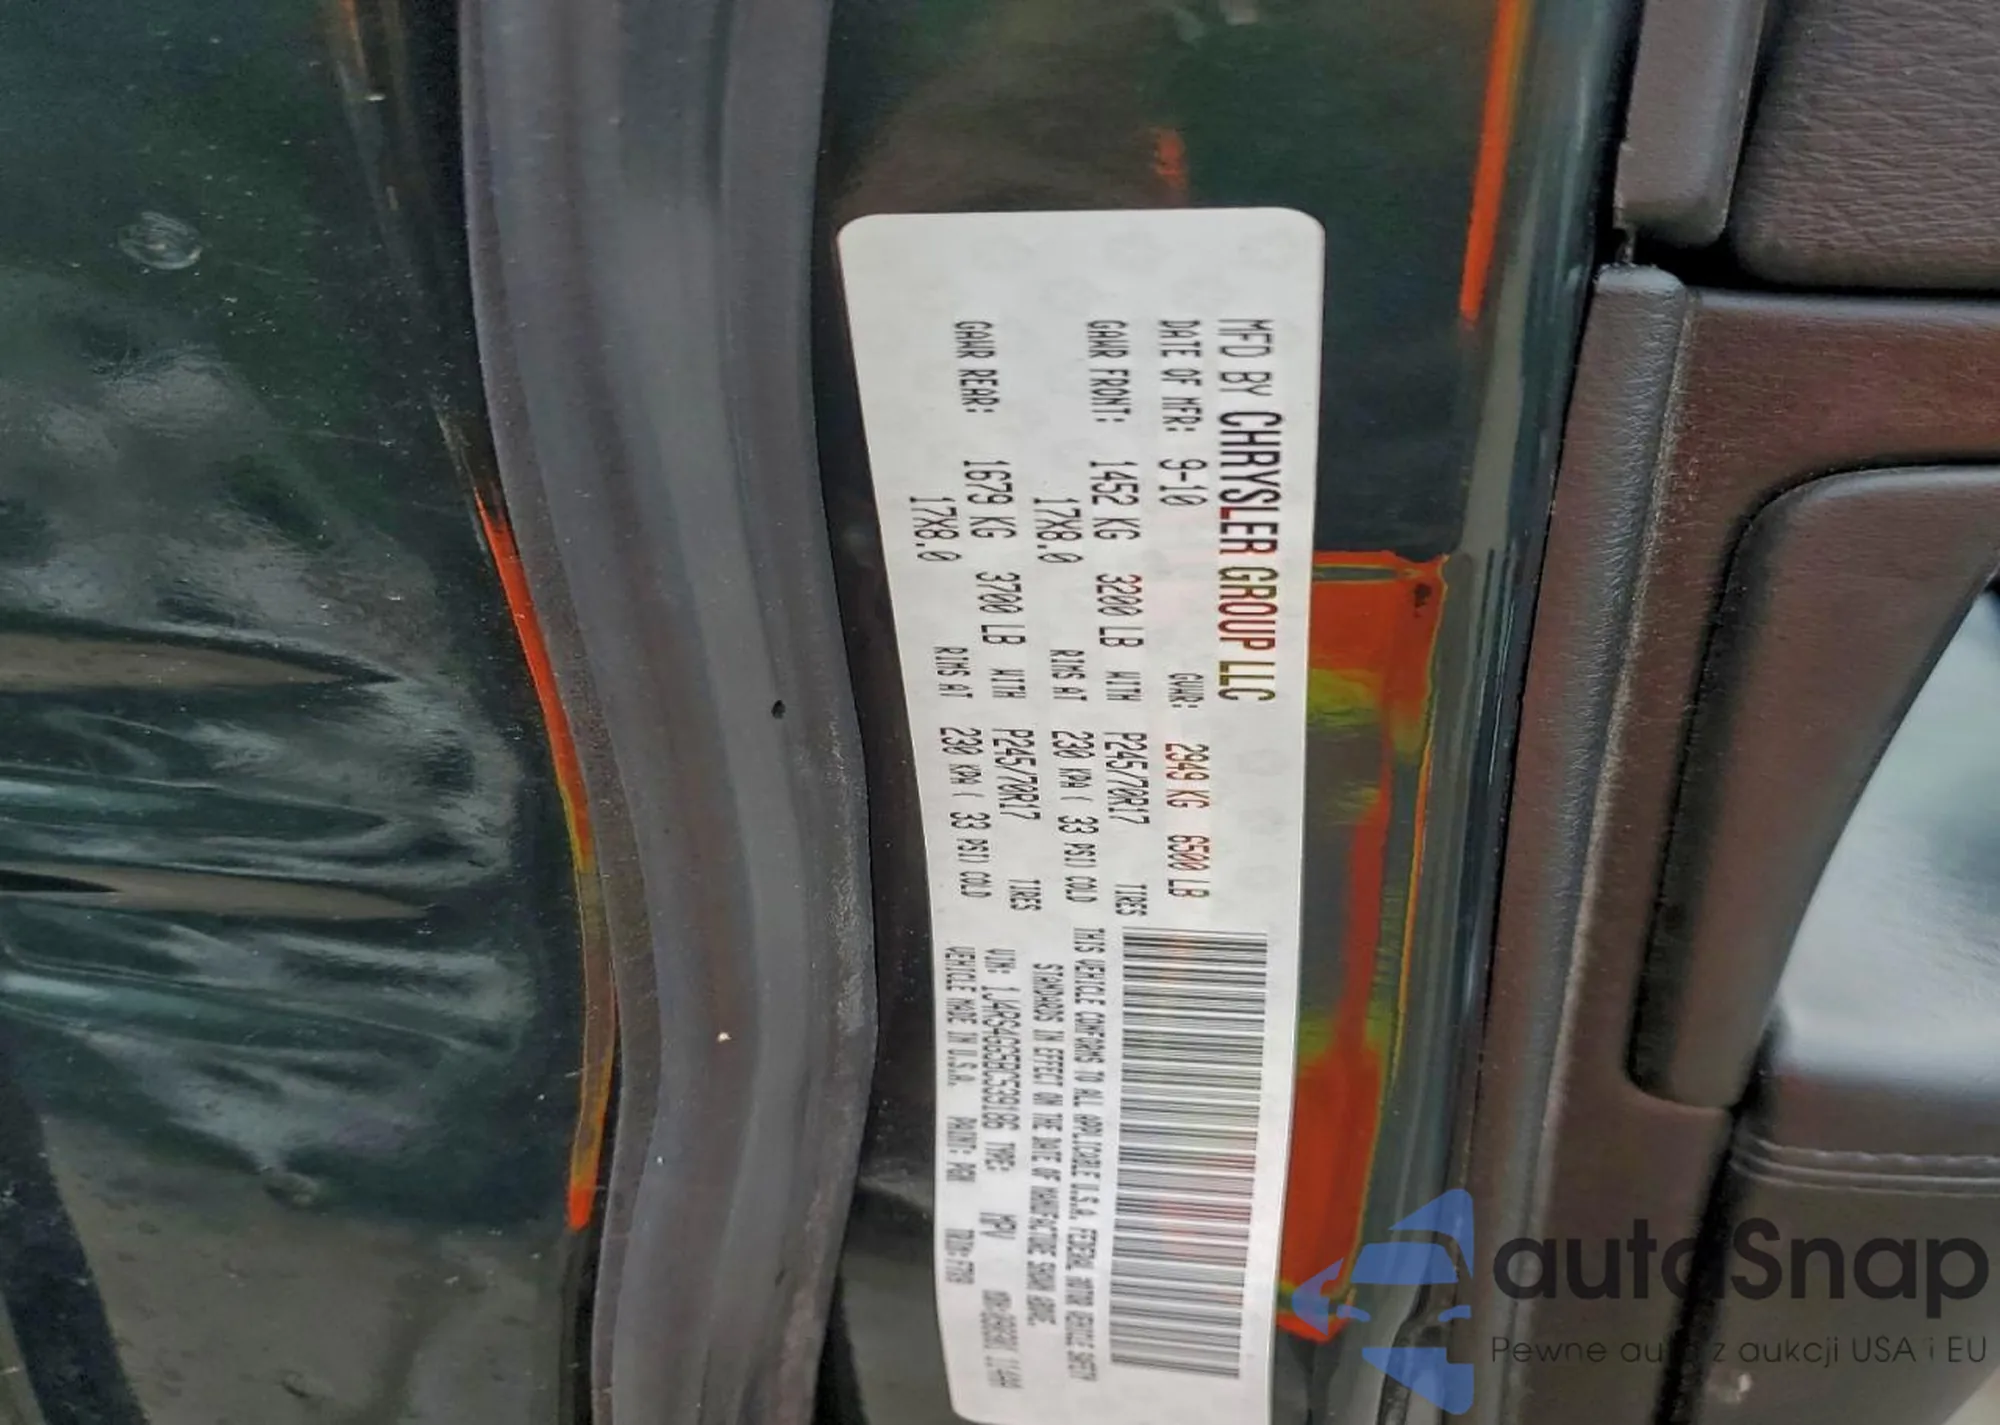 MFD BY CHRYSLER GROUP LLC
DATE OF MFR: 9-10 GVWR: 2949 KG 6500 LB
GAWR FRONT: 1452 KG 3200 LB WITH P245/70R17 TIRES
17X8.0 RIMS AT 230 KPA ( 33 PSI) COLD
GAWR REAR: 1679 KG 3700 LB WITH P245/70R17 TIRES
17X8.0 RIMS AT 230 KPA ( 33 PSI) COLD
THIS VEHICLE CONFORMS TO ALL APPLICABLE U.S.A. FEDERAL MOTOR VEHICLE SAFETY
STANDARDS IN EFFECT ON THE DATE OF MANUFACTURE SHOWN ABOVE.
VIN: 1J4RS4GG5BC539186 TYPE: MPV
VEHICLE MADE IN U.S.A. PAINT: PGR
autoSnap
Pewne auta z aukcji USA i EU